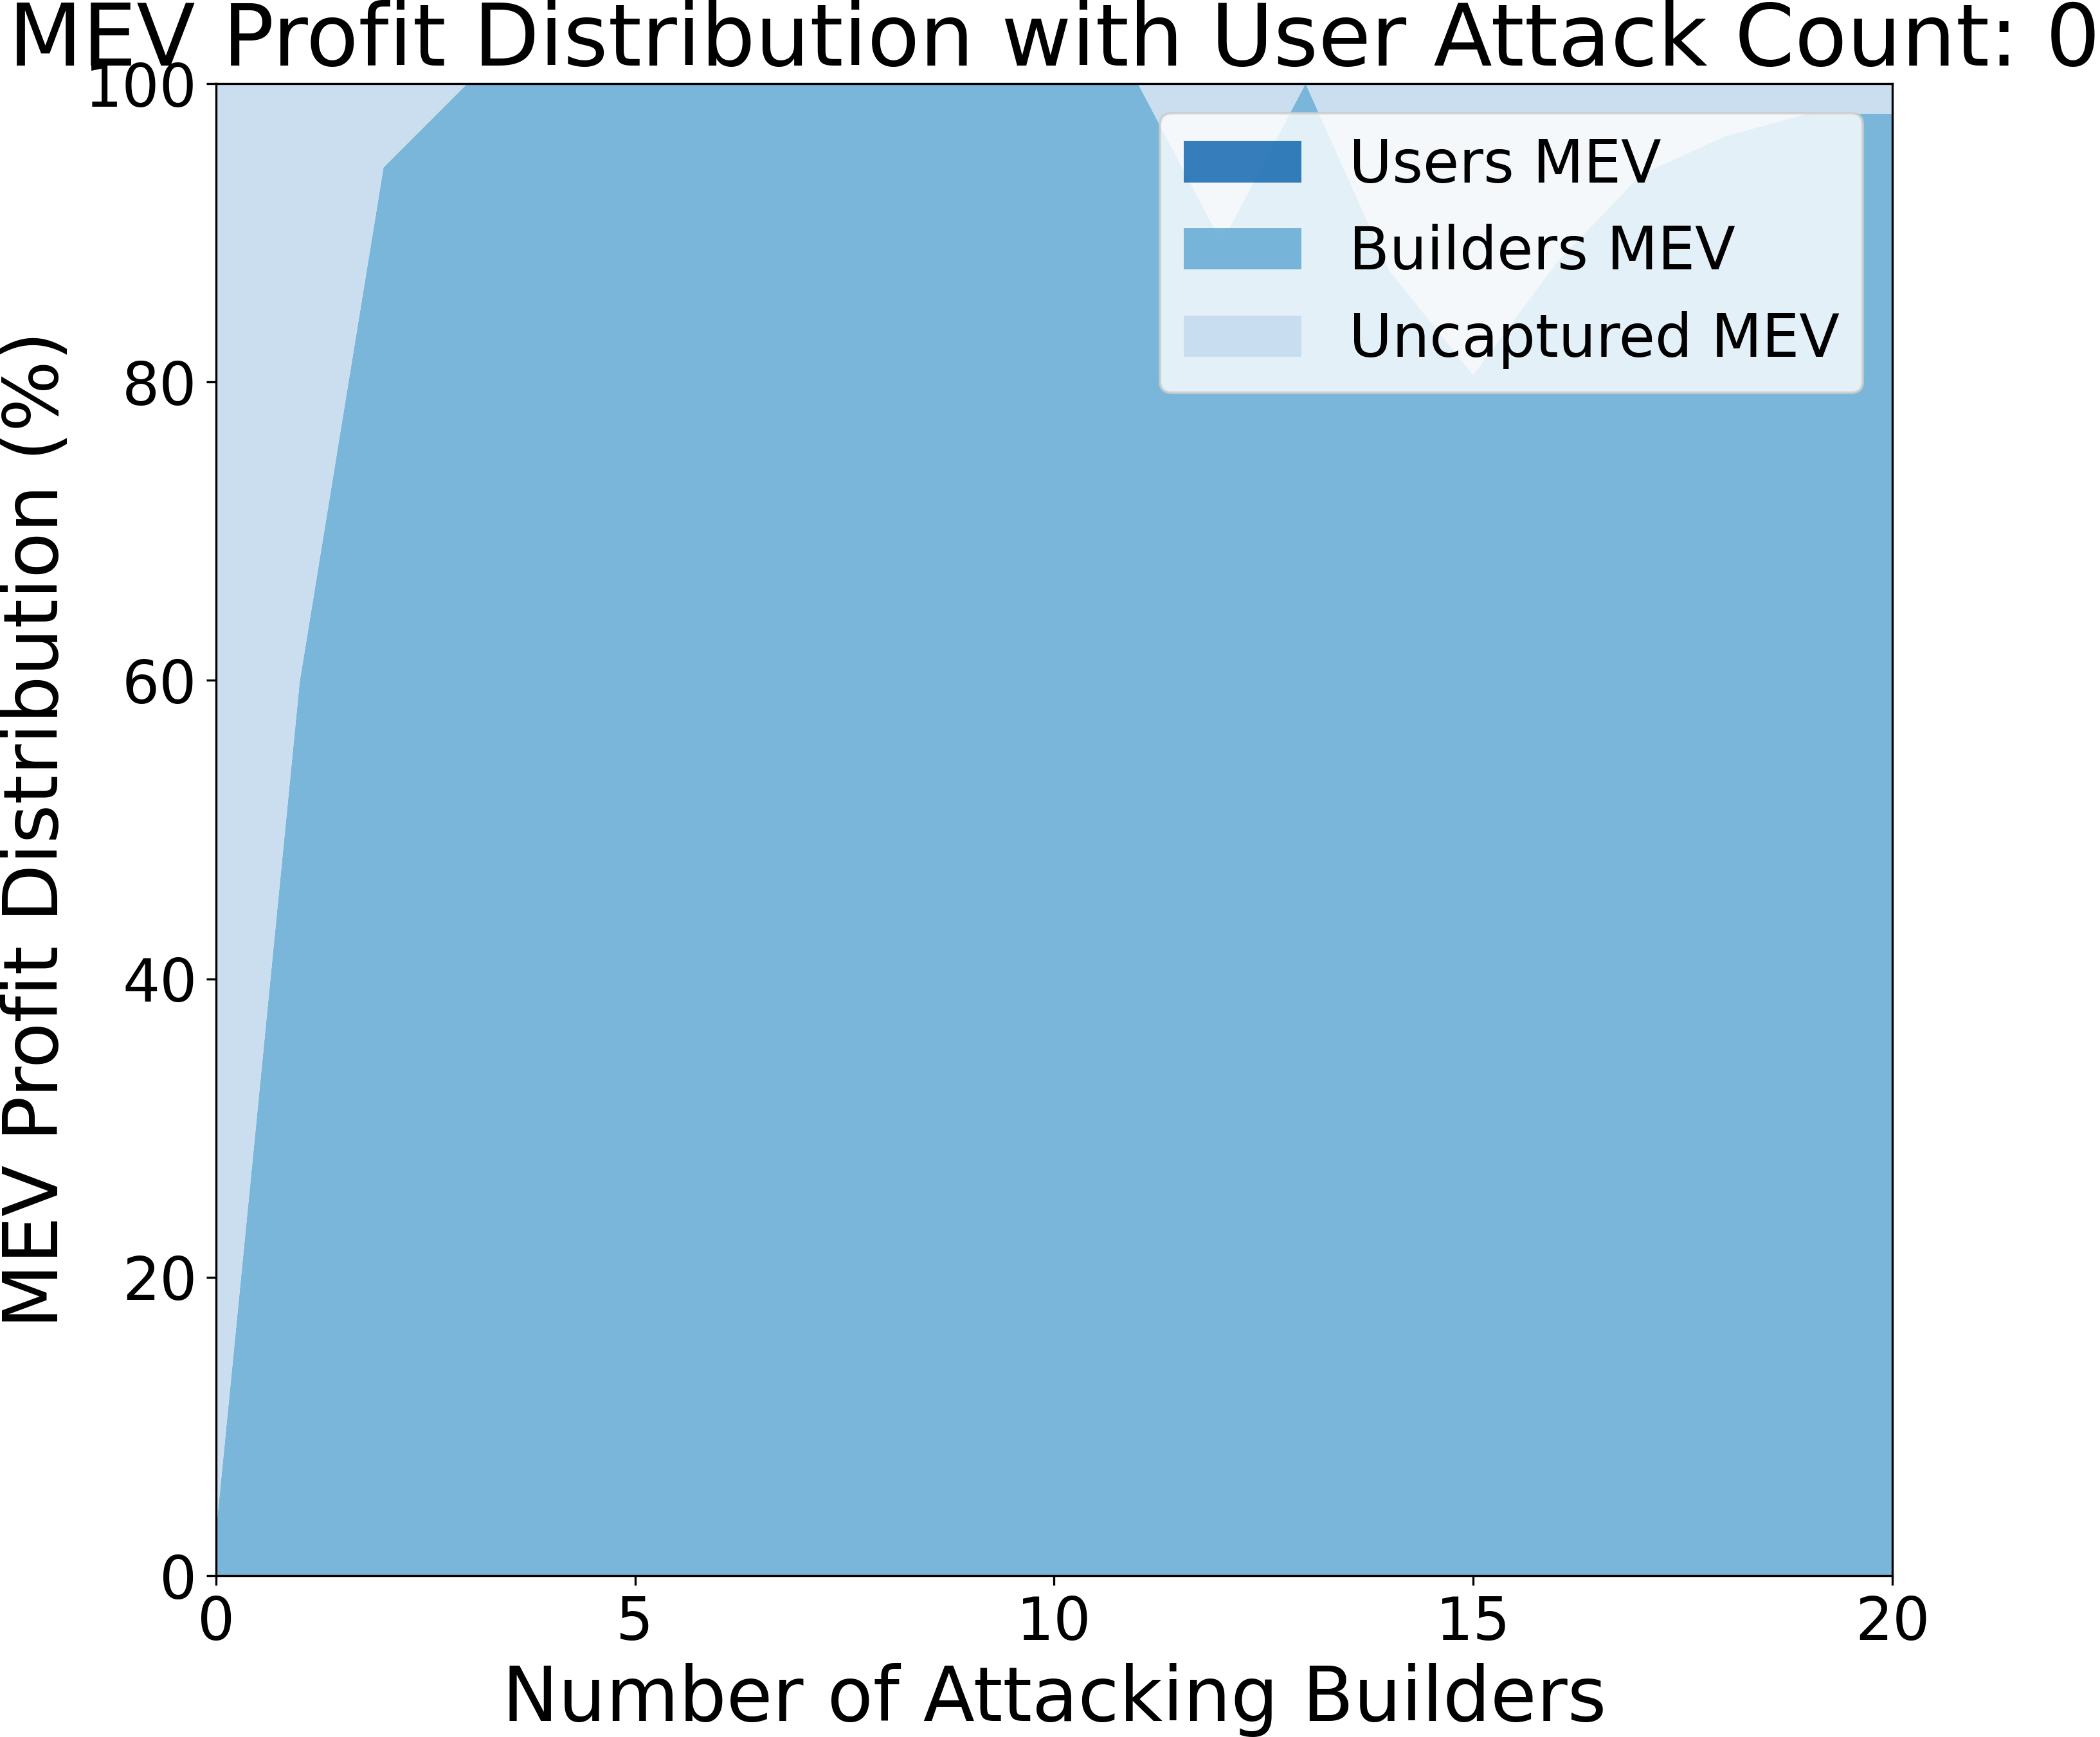 MEV Profit Distribution with User Attack Count: 0
MEV Profit Distribution (%)
100
80
60
40
20
0
Users MEV
Builders MEV
Uncaptured MEV
0 5 10 15 20
Number of Attacking Builders